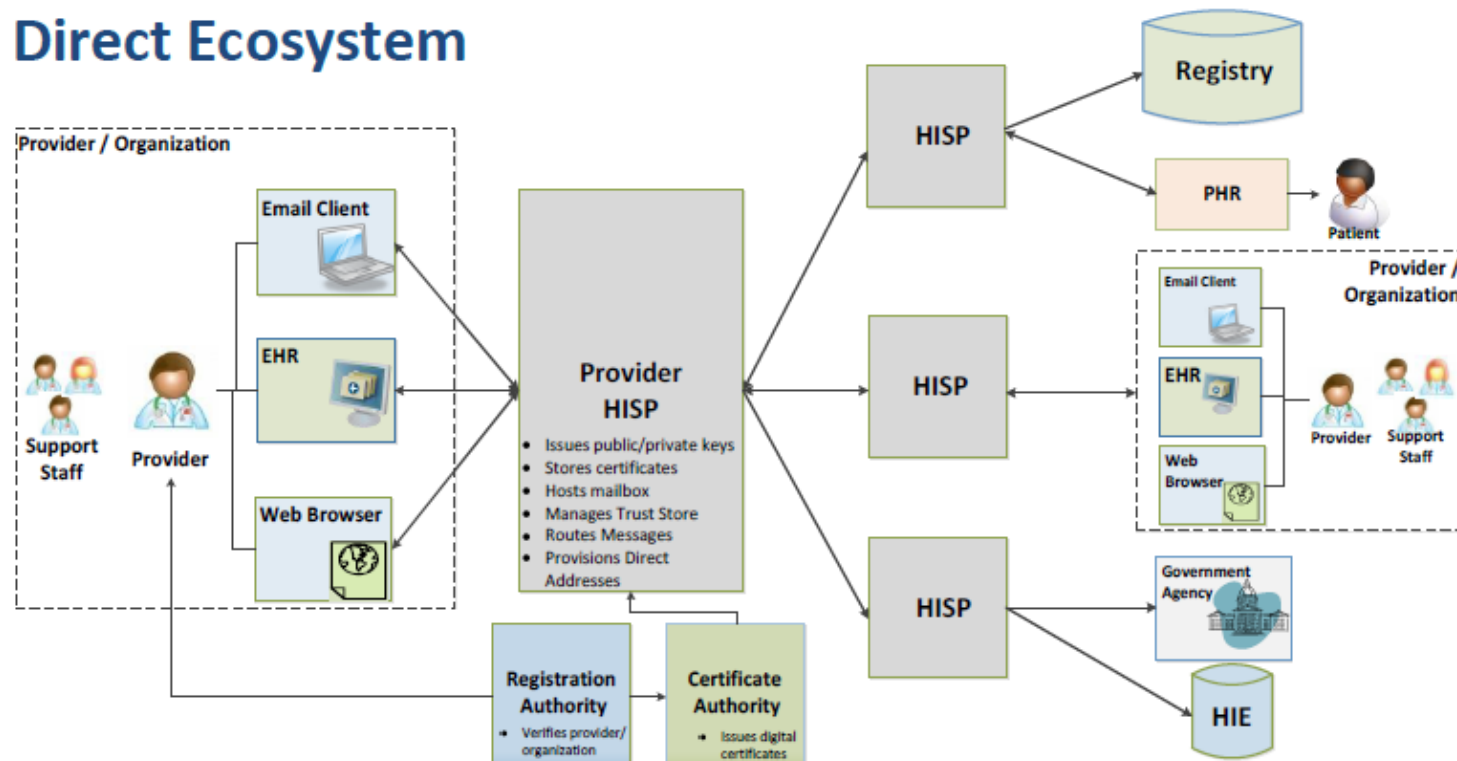 Direct Ecosystem
Provider / Organization
Email Client
EHR
Web Browser
Support
Staff
Provider
Provider
HISP
• Issues public/private keys
• Stores certificates
• Hosts mailbox
• Manages Trust Store
• Routes Messages
• Provisions Direct
Addresses
Registration
Authority
• Verifies provider/
organization
Certificate
Authority
• Issues digital
certificates
HISP
Registry
PHR
Patient
HISP
Provider /
Organization
Email Client
EHR
Web
Browser
Provider
Support
Staff
HISP
Government
Agency
HIE